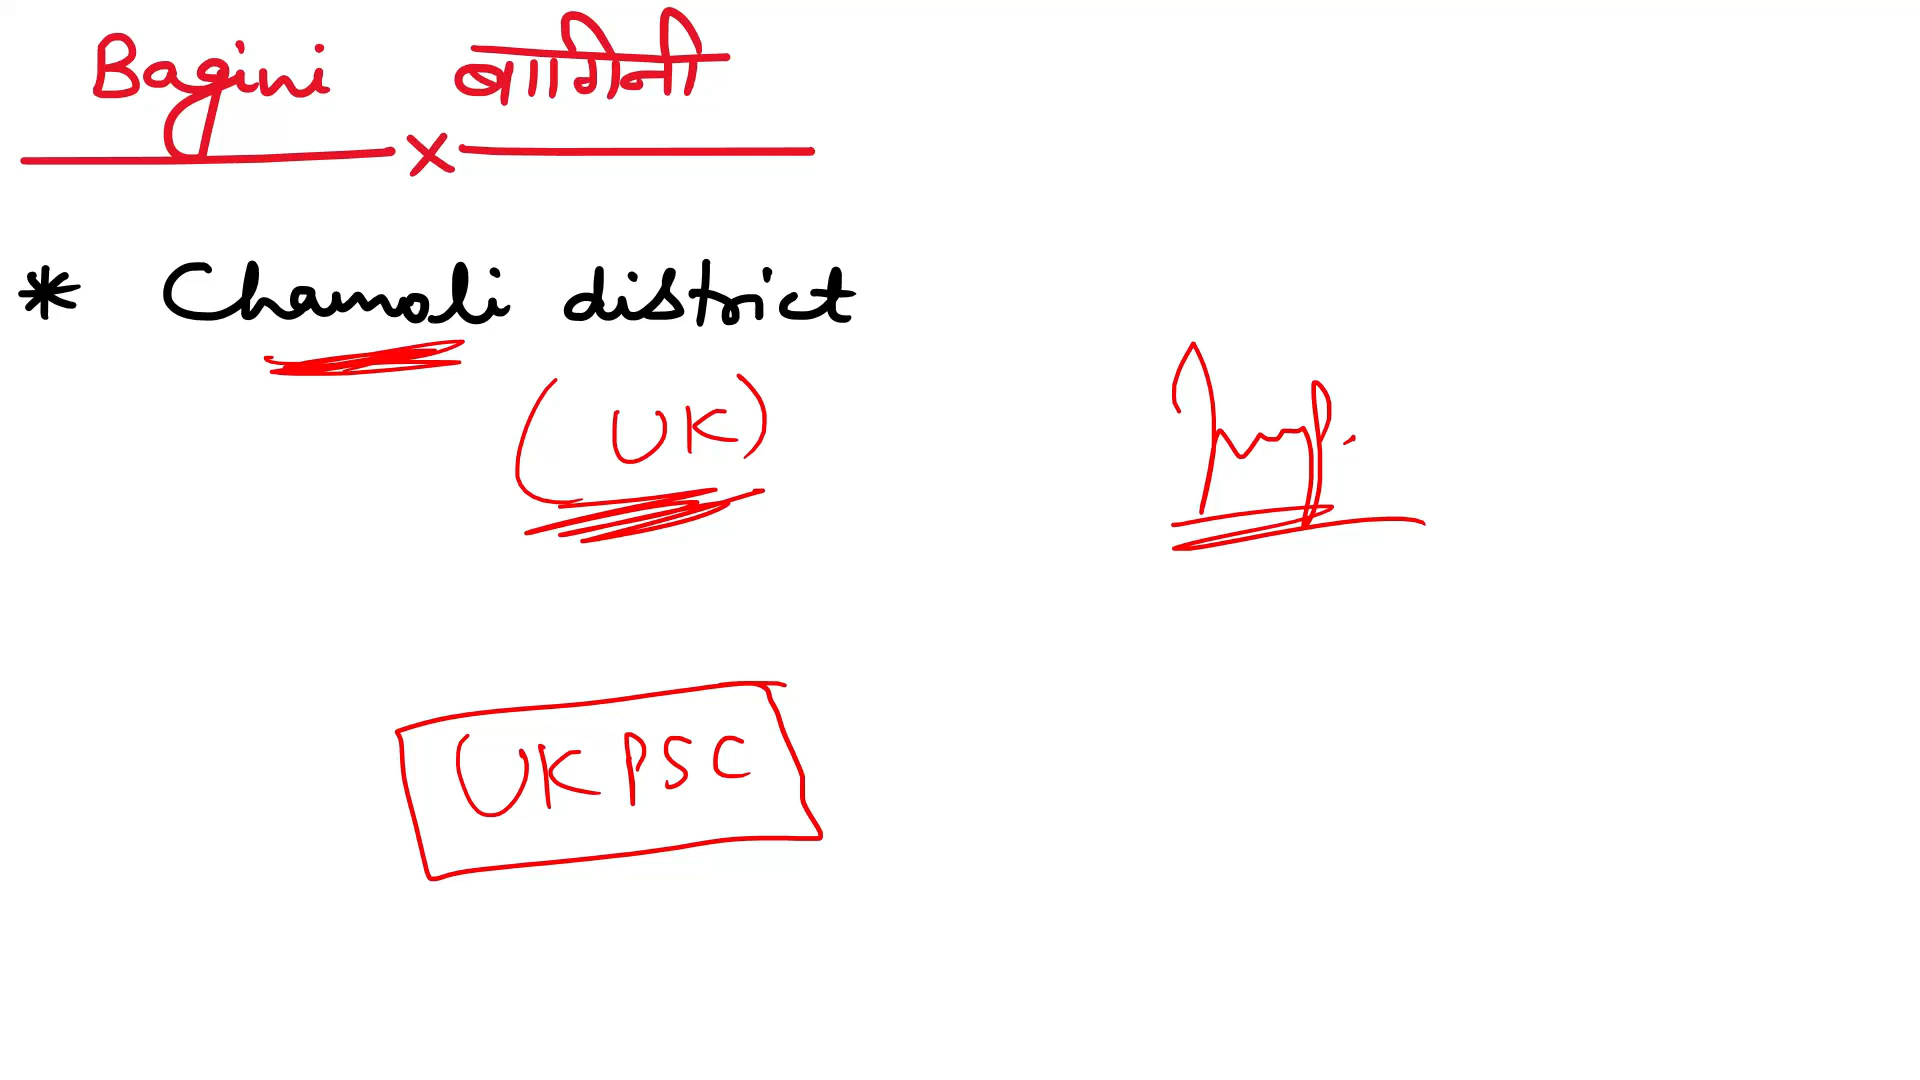 Bagini बागिनी
x
* Chamoli district
(UK)
Imp.
UKPSC